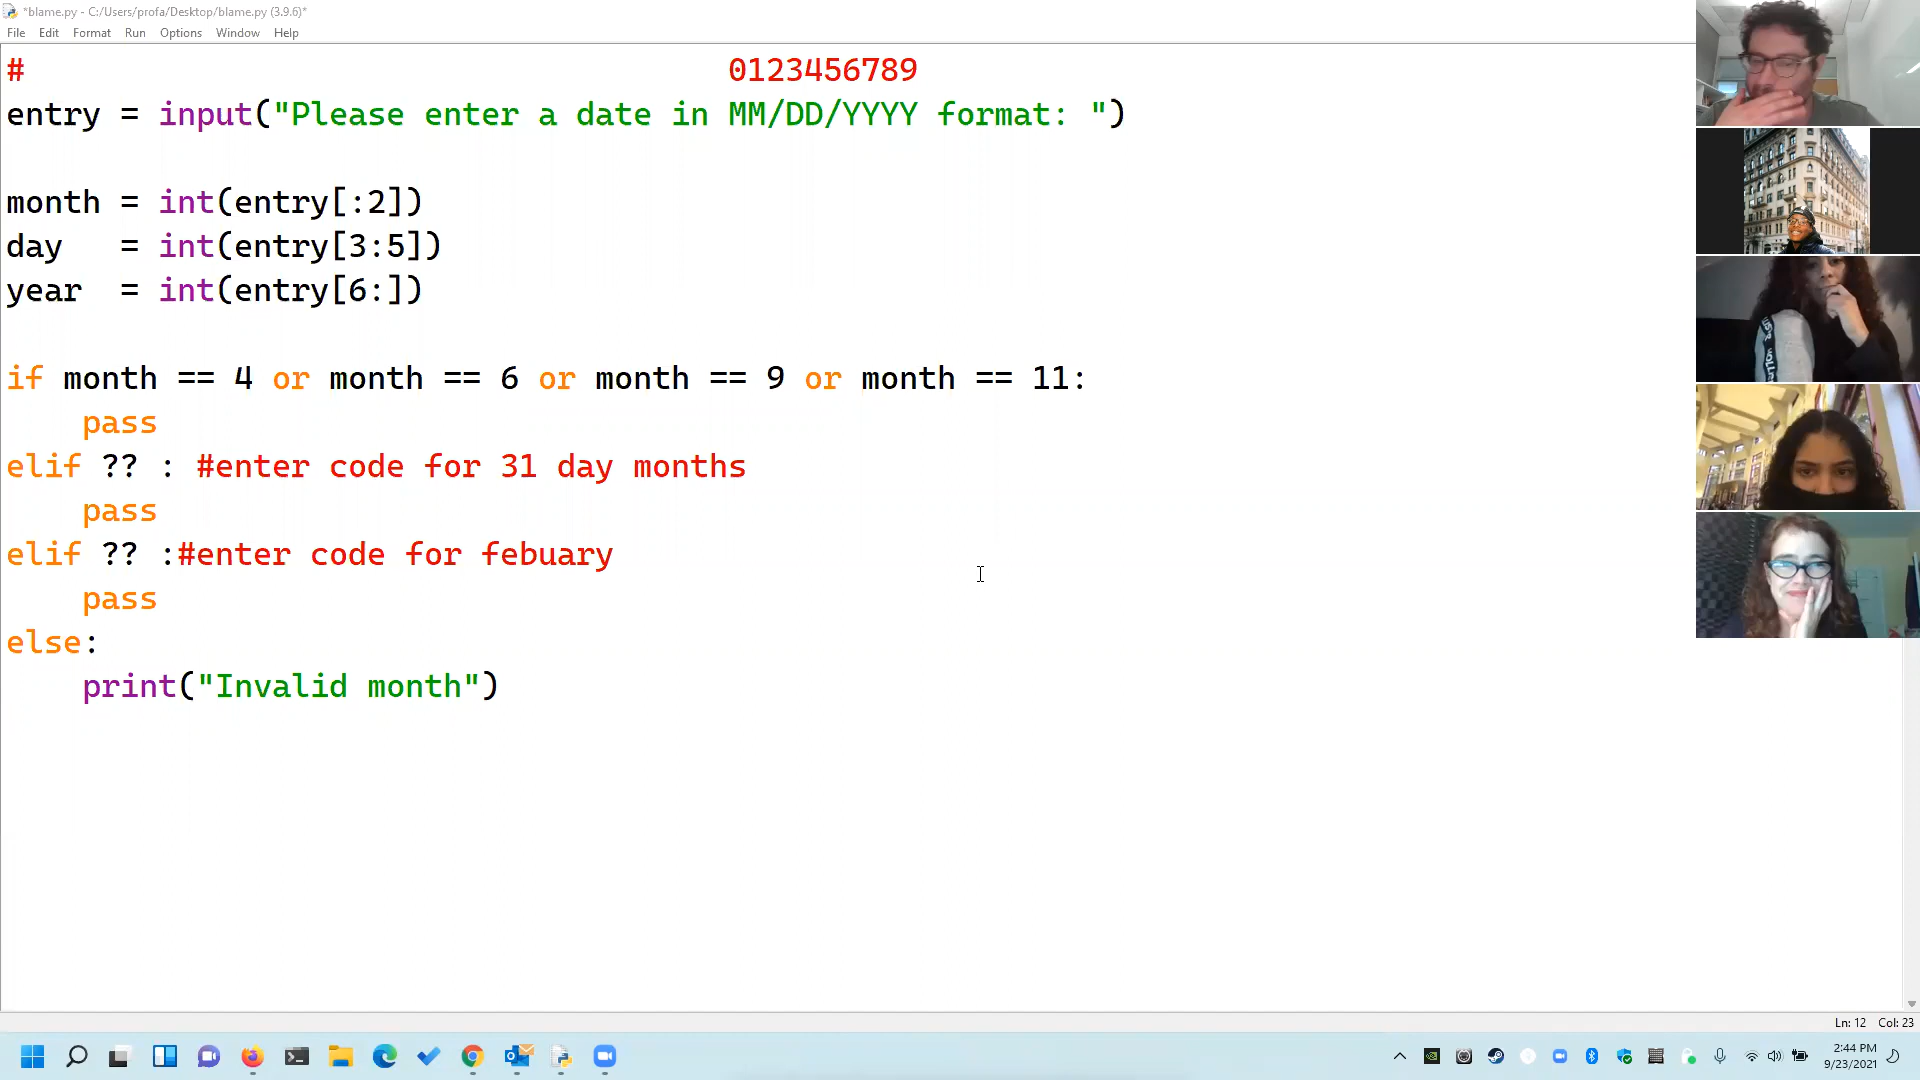 *blame.py - C:/Users/profa/Desktop/blame.py (3.9.6)*
File Edit Format Run Options Window Help
# 0123456789
entry = input("Please enter a date in MM/DD/YYYY format: ")
month = int(entry[:2])
day = int(entry[3:5])
year = int(entry[6:])
if month == 4 or month == 6 or month == 9 or month == 11:
pass
elif ?? : #enter code for 31 day months
pass
elif ?? :#enter code for febuary
pass
else:
print("Invalid month")
Ln: 12 Col: 23
2:44 PM
9/23/2021